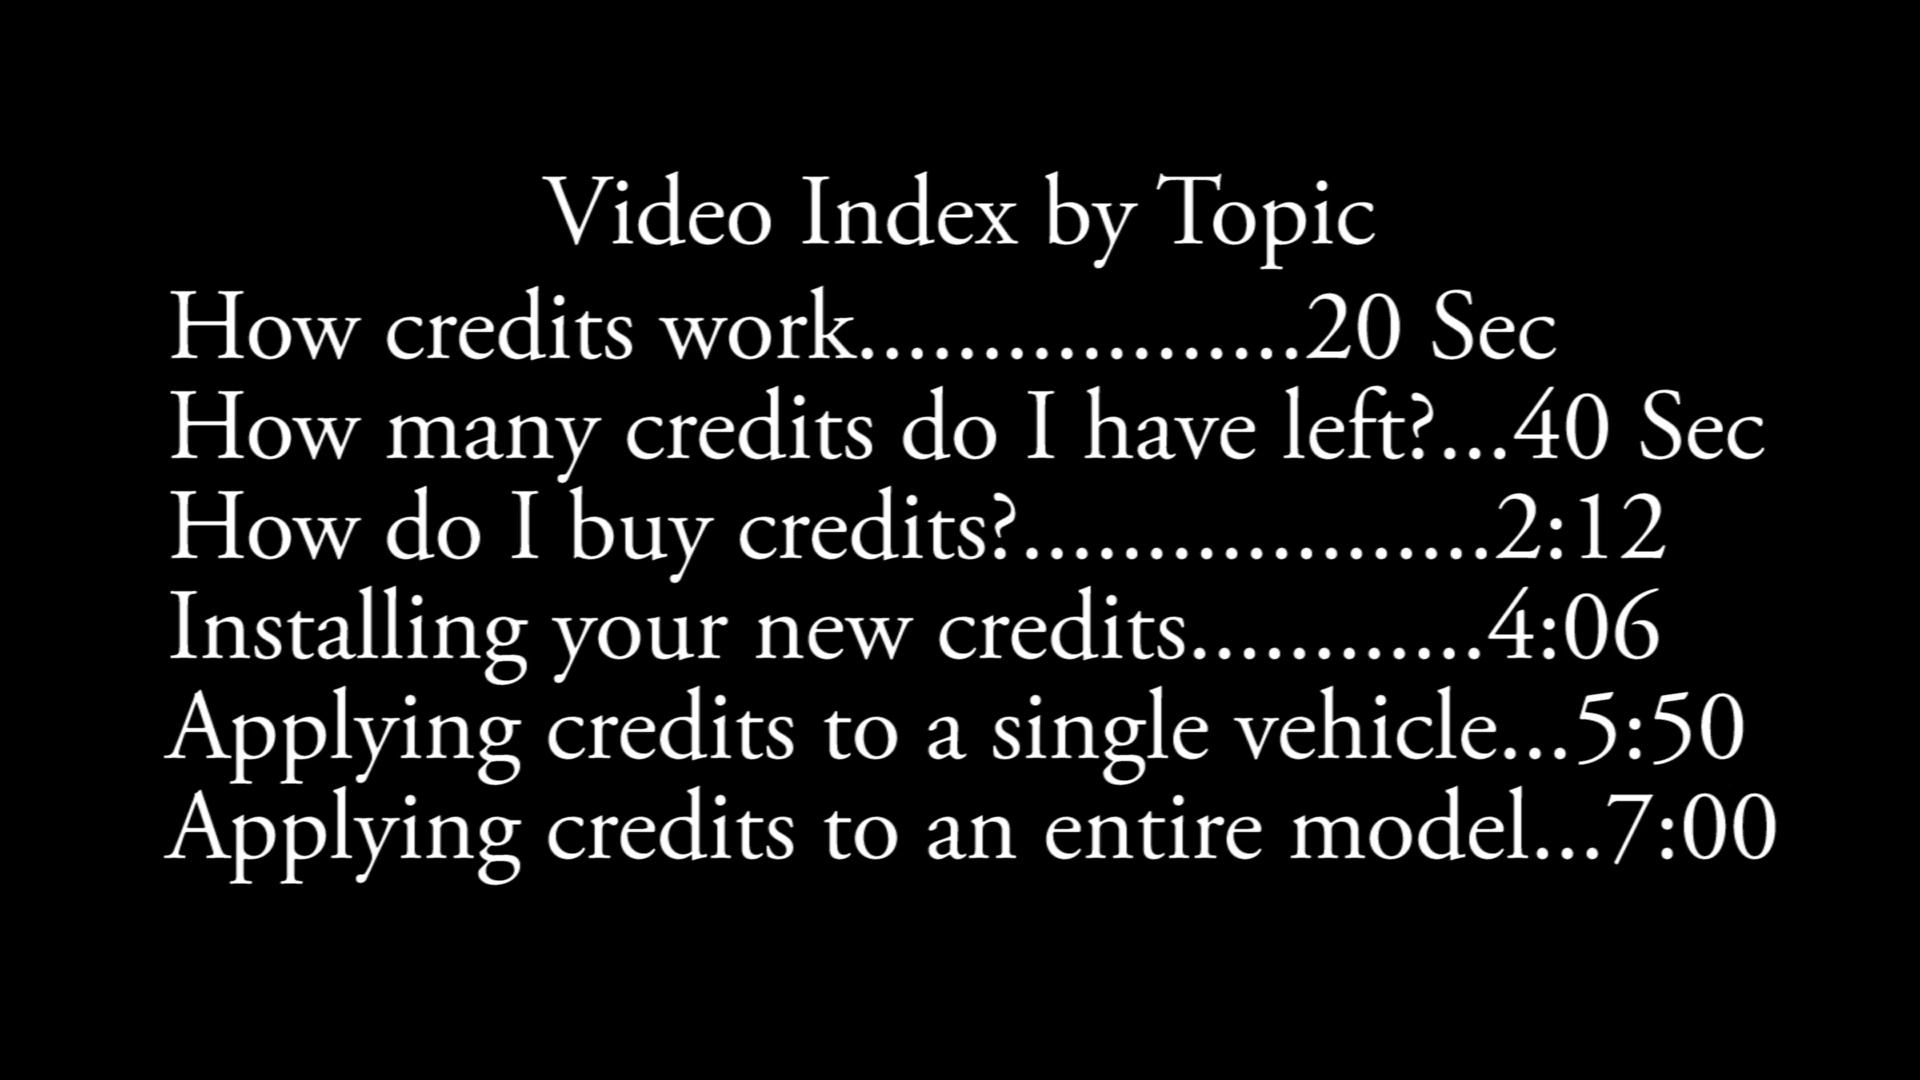 Video Index by Topic
How credits work..................20 Sec
How many credits do I have left?...40 Sec
How do I buy credits?...................2:12
Installing your new credits............4:06
Applying credits to a single vehicle...5:50
Applying credits to an entire model...7:00